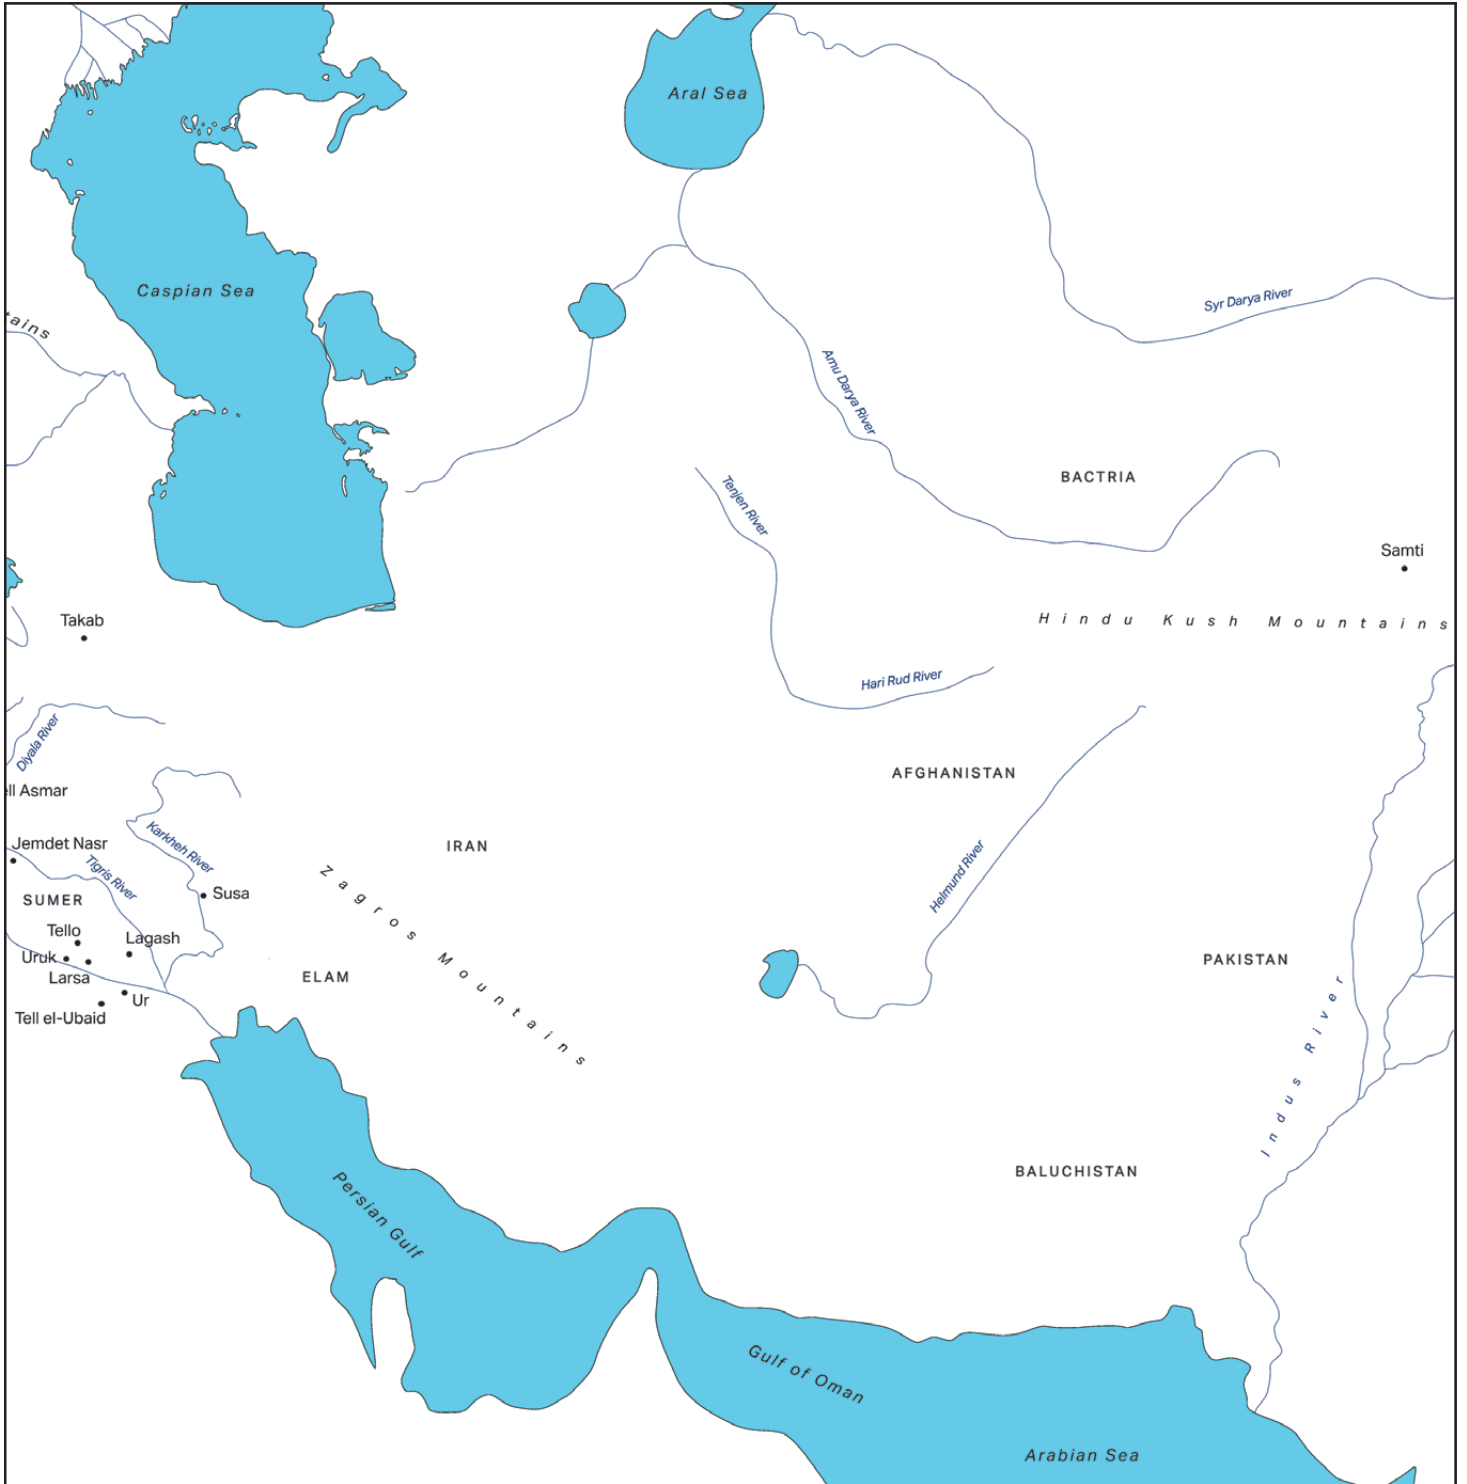 Aral Sea
Caspian Sea
Syr Darya River
tains
Amu Darya River
BACTRIA
Tenjen River
Samti
Takab
Hindu Kush Mountains
Hari Rud River
Diyala River
AFGHANISTAN
ll Asmar
Karkheh River
Jemdet Nasr
IRAN
Tigris River
Zagros Mountains
Helmund River
Susa
SUMER
Tello
Lagash
Uruk
PAKISTAN
Larsa
ELAM
Ur
Tell el-Ubaid
Indus River
BALUCHISTAN
Persian Gulf
Gulf of Oman
Arabian Sea